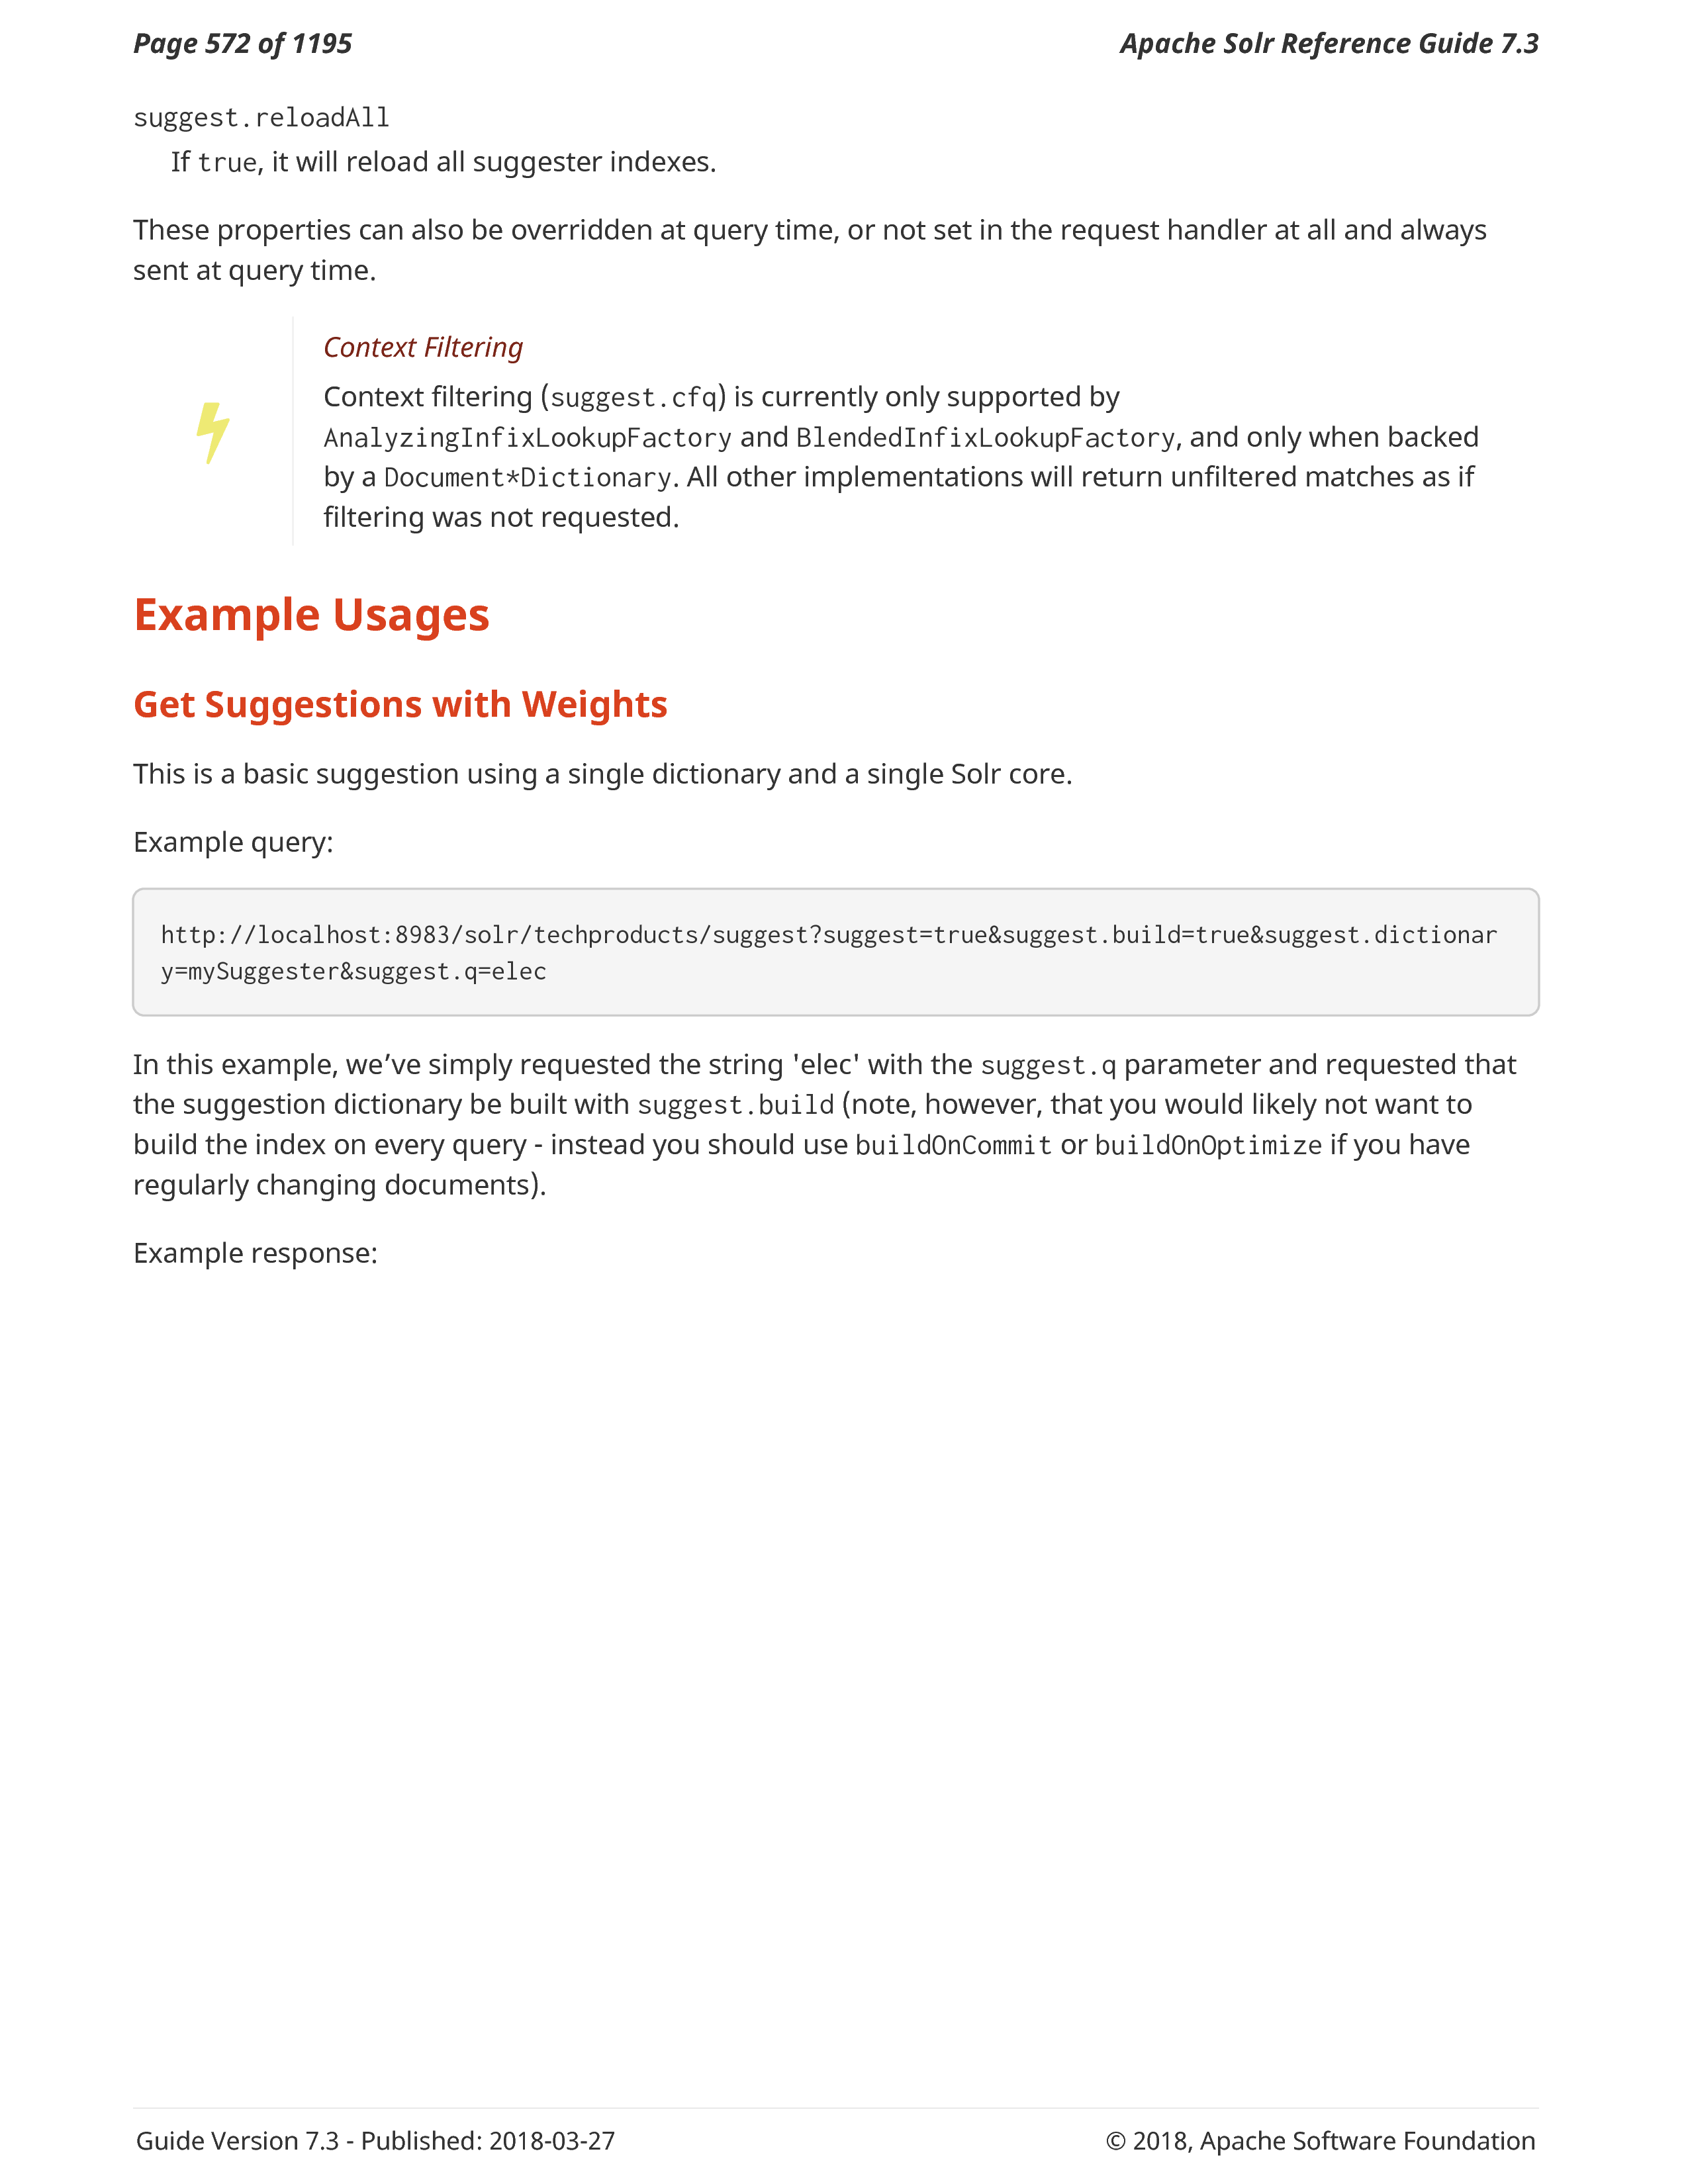 Page 572 of 1195
Apache Solr Reference Guide 7.3
suggest.reloadAll
If true, it will reload all suggester indexes.
These properties can also be overridden at query time, or not set in the request handler at all and always
sent at query time.
Context Filtering
Context filtering (suggest.cfq) is currently only supported by
AnalyzingInfixLookupFactory and BlendedInfixLookupFactory, and only when backed
by a Document*Dictionary. All other implementations will return unfiltered matches as if
filtering was not requested.
Example Usages
Get Suggestions with Weights
This is a basic suggestion using a single dictionary and a single Solr core.
Example query:
http://localhost:8983/solr/techproducts/suggest?suggest=true&suggest.build=true&suggest.dictionar
y=mySuggester&suggest.q=elec
In this example, we’ve simply requested the string 'elec' with the suggest.q parameter and requested that
the suggestion dictionary be built with suggest.build (note, however, that you would likely not want to
build the index on every query - instead you should use buildOnCommit or buildOnOptimize if you have
regularly changing documents).
Example response:
Guide Version 7.3 - Published: 2018-03-27
© 2018, Apache Software Foundation